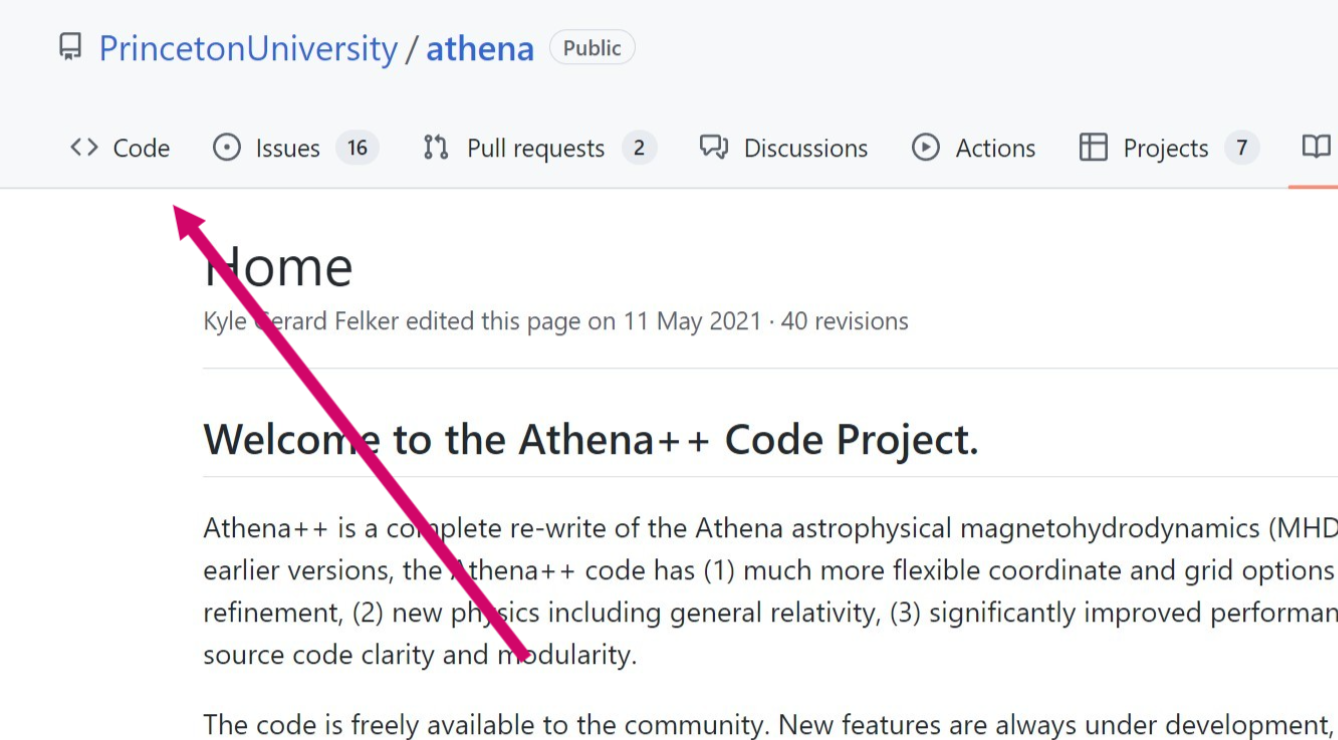 PrincetonUniversity / athena Public
Code Issues 16 Pull requests 2 Discussions Actions Projects 7
Home
Kyle Gerard Felker edited this page on 11 May 2021 · 40 revisions
Welcome to the Athena++ Code Project.
Athena++ is a complete re-write of the Athena astrophysical magnetohydrodynamics (MHD
earlier versions, the Athena++ code has (1) much more flexible coordinate and grid options
refinement, (2) new physics including general relativity, (3) significantly improved performan
source code clarity and modularity.
The code is freely available to the community. New features are always under development,